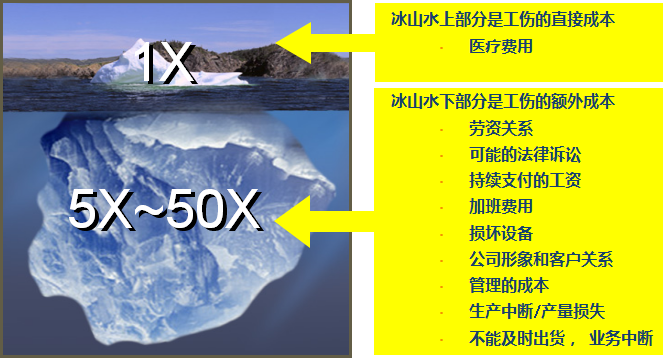 1X
冰山水上部分是工伤的直接成本
· 医疗费用
5X~50X
冰山水下部分是工伤的额外成本
· 劳资关系
· 可能的法律诉讼
· 持续支付的工资
· 加班费用
· 损坏设备
· 公司形象和客户关系
· 管理的成本
· 生产中断/产量损失
· 不能及时出货， 业务中断